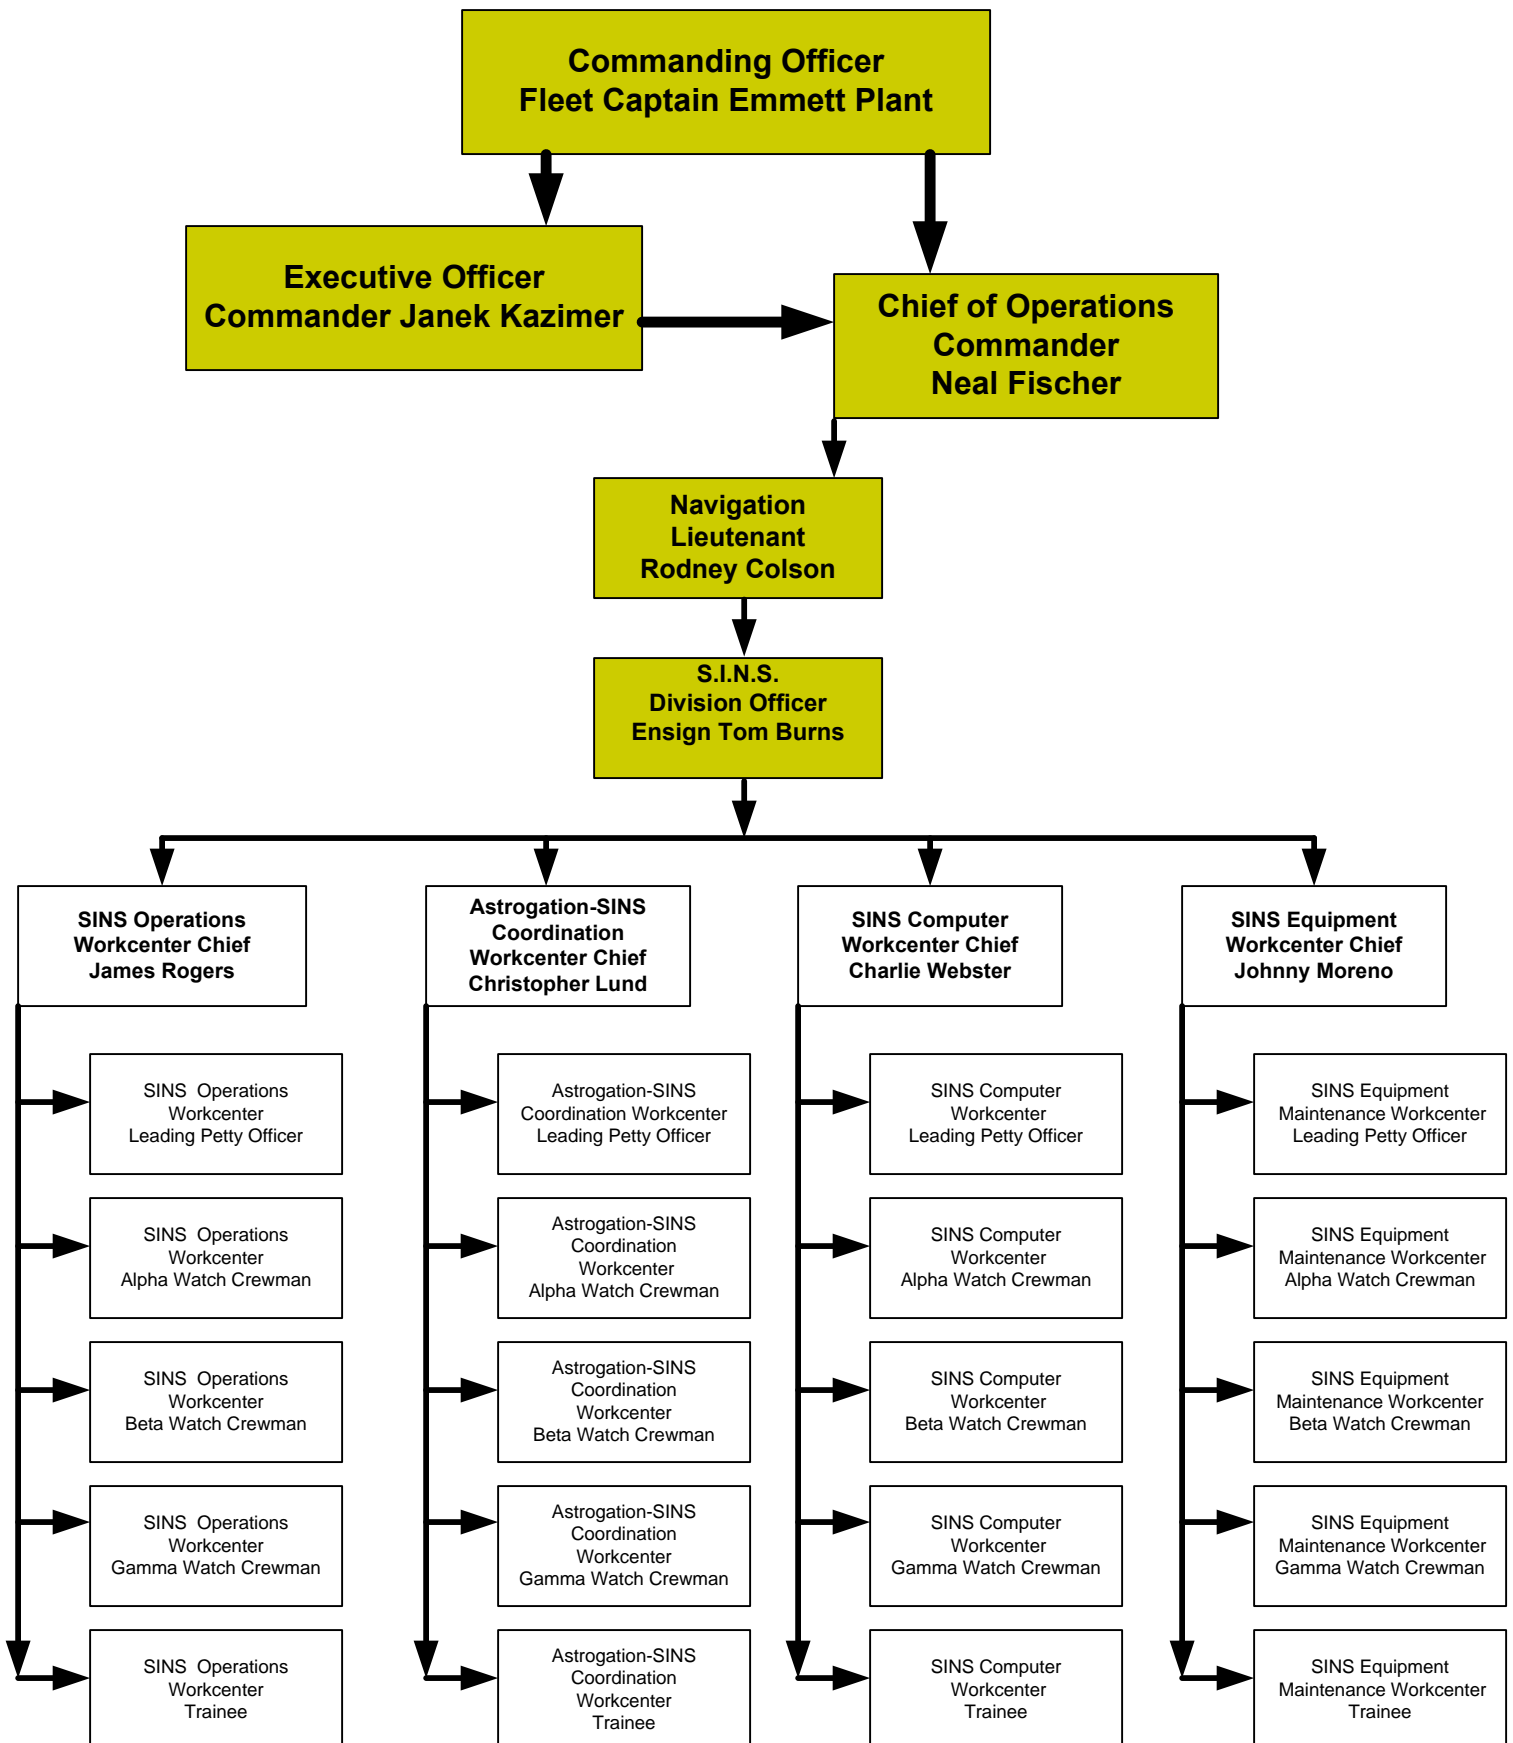 Commanding Officer
Fleet Captain Emmett Plant
Executive Officer
Commander Janek Kazimer
Chief of Operations
Commander
Neal Fischer
Navigation
Lieutenant
Rodney Colson
S.I.N.S.
Division Officer
Ensign Tom Burns
SINS Operations
Workcenter Chief
James Rogers
Astrogation-SINS
Coordination
Workcenter Chief
Christopher Lund
SINS Computer
Workcenter Chief
Charlie Webster
SINS Equipment
Workcenter Chief
Johnny Moreno
SINS  Operations
Workcenter
Leading Petty Officer
Astrogation-SINS
Coordination Workcenter
Leading Petty Officer
SINS Computer
Workcenter
Leading Petty Officer
SINS Equipment
Maintenance Workcenter
Leading Petty Officer
SINS  Operations
Workcenter
Alpha Watch Crewman
Astrogation-SINS
Coordination
Workcenter
Alpha Watch Crewman
SINS Computer
Workcenter
Alpha Watch Crewman
SINS Equipment
Maintenance Workcenter
Alpha Watch Crewman
SINS  Operations
Workcenter
Beta Watch Crewman
Astrogation-SINS
Coordination
Workcenter
Beta Watch Crewman
SINS Computer
Workcenter
Beta Watch Crewman
SINS Equipment
Maintenance Workcenter
Beta Watch Crewman
SINS  Operations
Workcenter
Gamma Watch Crewman
Astrogation-SINS
Coordination
Workcenter
Gamma Watch Crewman
SINS Computer
Workcenter
Gamma Watch Crewman
SINS Equipment
Maintenance Workcenter
Gamma Watch Crewman
SINS  Operations
Workcenter
Trainee
Astrogation-SINS
Coordination
Workcenter
Trainee
SINS Computer
Workcenter
Trainee
SINS Equipment
Maintenance Workcenter
Trainee